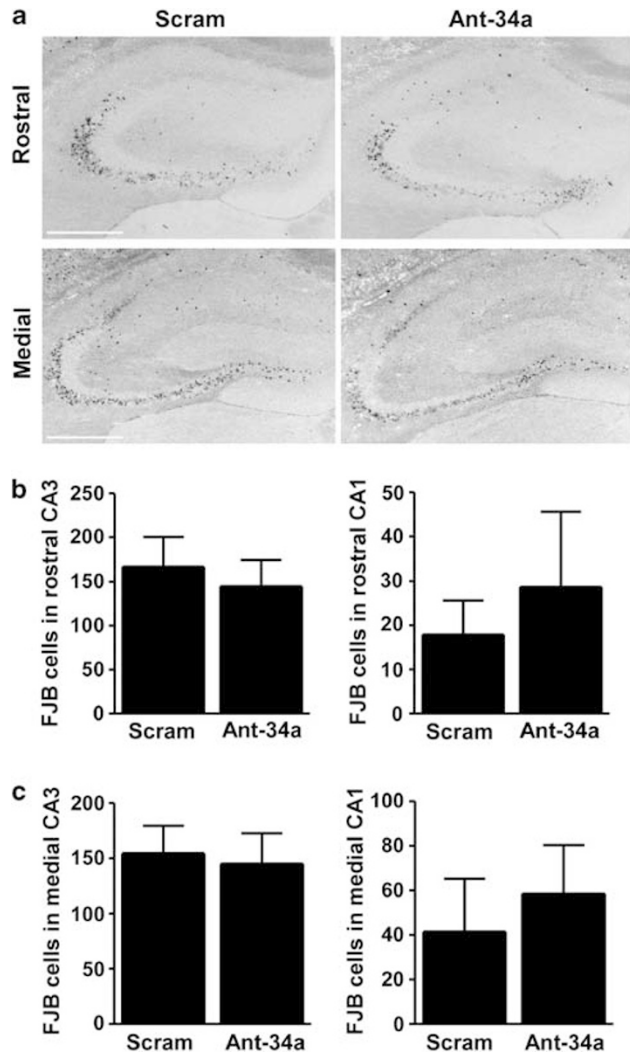 a
Scram Ant-34a
Rostral
Medial
b
FJB cells in rostral CA3
250
200
150
100
50
0
Scram Ant-34a
FJB cells in rostral CA1
50
40
30
20
10
0
Scram Ant-34a
c
FJB cells in medial CA3
200
150
100
50
0
Scram Ant-34a
FJB cells in medial CA1
100
80
60
40
20
0
Scram Ant-34a